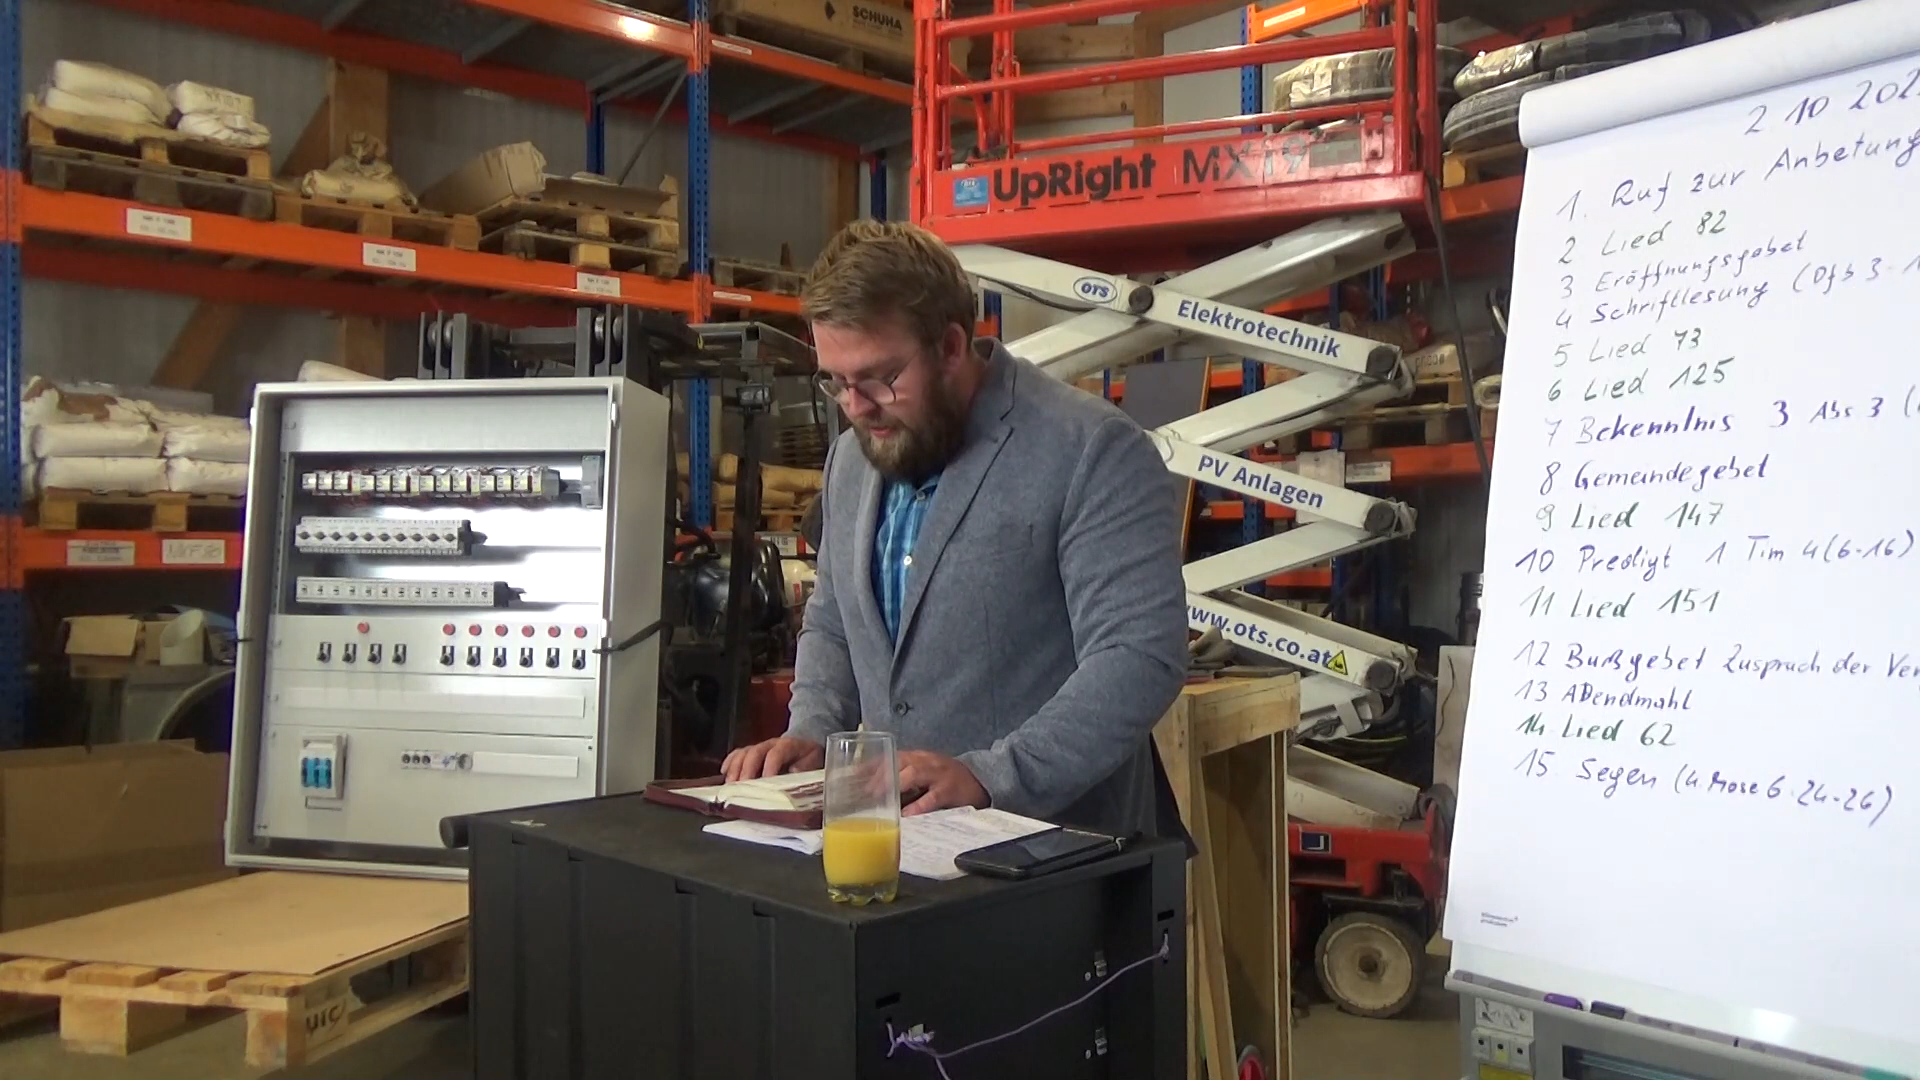 SCHUHA
UpRight MX19
OTS
Elektrotechnik
PV Anlagen
www.ots.co.at
UIC
2 10 202
1. Ruf zur Anbetung
2 Lied 82
3 Eröffnungsgebet
4 Schriftlesung (Ofb 3-1
5 Lied 73
6 Lied 125
7 Bekenntnis 3 Abs 3 (
8 Gemeindegebet
9 Lied 147
10 Predigt 1 Tim 4 (6-16)
11 Lied 151
12 Bußgebet Zuspruch der Ver
13 Abendmahl
14 Lied 62
15. Segen (4. Mose 6.24-26)